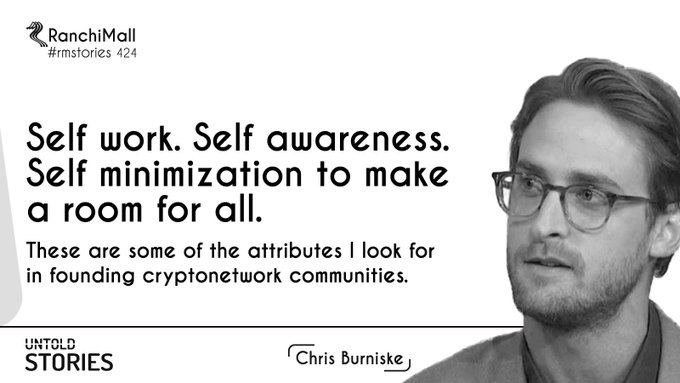 RanchiMall
#rmstories 424
Self work. Self awareness.
Self minimization to make
a room for all.
These are some of the attributes I look for
in founding cryptonetwork communities.
UNTOLD
STORIES
Chris Burniske